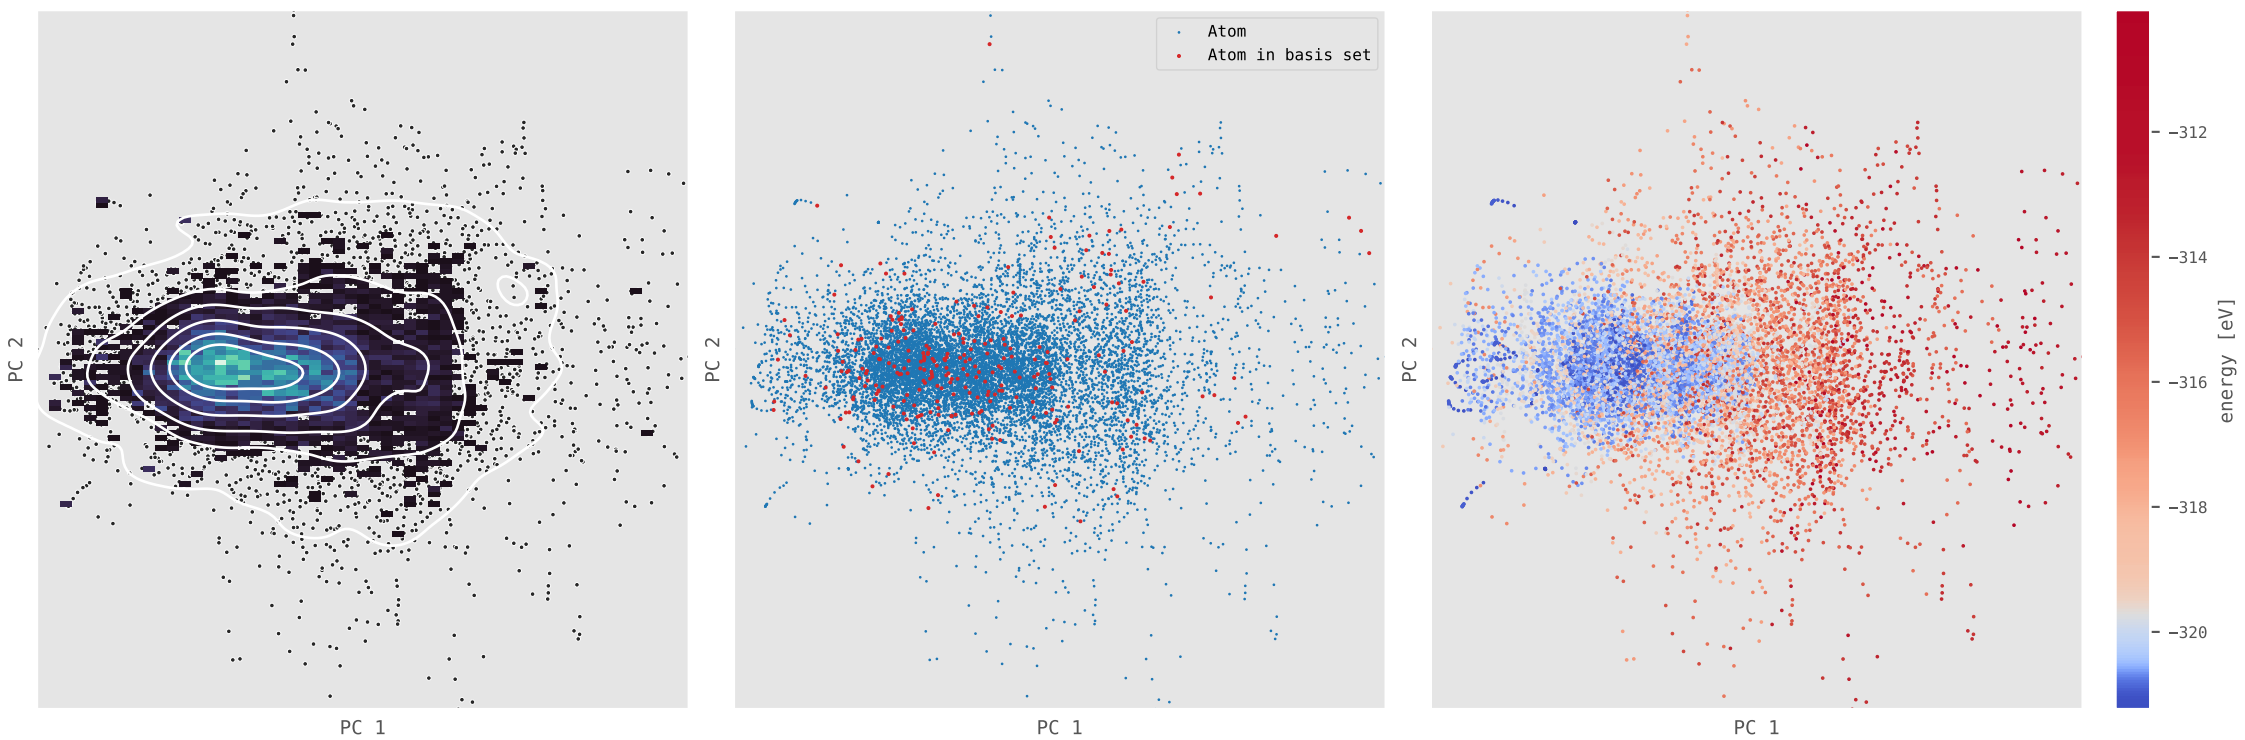 PC 2
PC 1
PC 2
Atom
Atom in basis set
PC 1
PC 2
PC 1
−312
−314
−316
−318
−320
energy [eV]